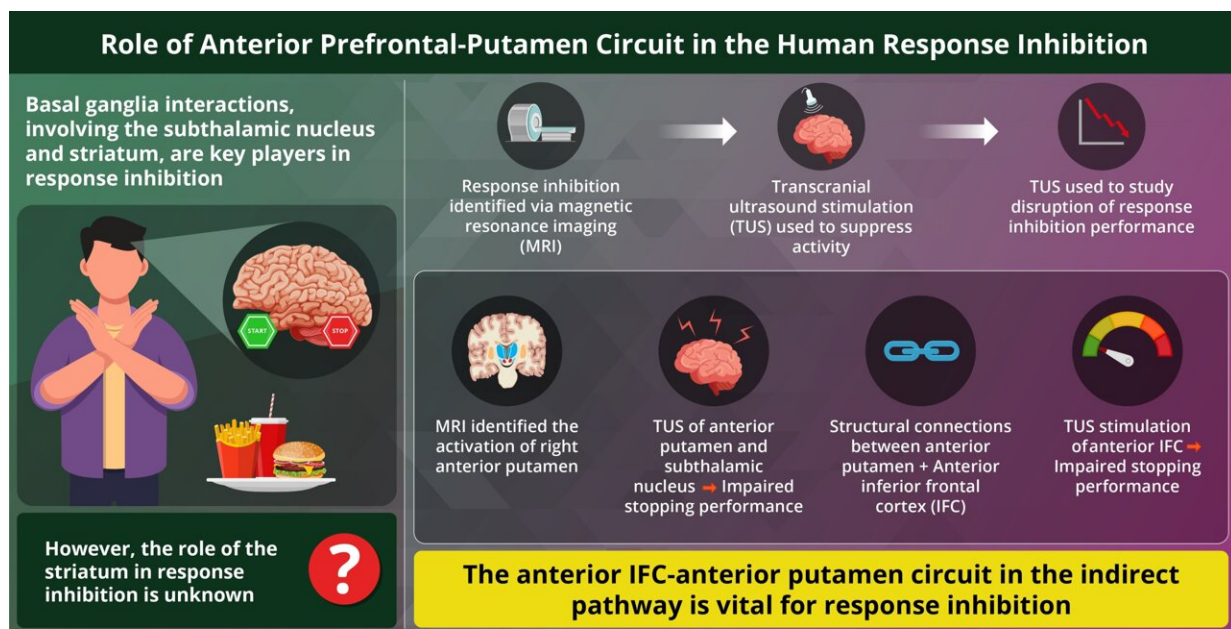 Role of Anterior Prefrontal-Putamen Circuit in the Human Response Inhibition
Basal ganglia interactions,
involving the subthalamic nucleus
and striatum, are key players in
response inhibition
START
STOP
However, the role of the
striatum in response
inhibition is unknown
?
Response inhibition
identified via magnetic
resonance imaging
(MRI)
Transcranial
ultrasound stimulation
(TUS) used to suppress
activity
TUS used to study
disruption of response
inhibition performance
MRI identified the
activation of right
anterior putamen
TUS of anterior
putamen and
subthalamic
nucleus → Impaired
stopping performance
Structural connections
between anterior
putamen + Anterior
inferior frontal
cortex (IFC)
TUS stimulation
ofanterior IFC →
Impaired stopping
performance
The anterior IFC-anterior putamen circuit in the indirect
pathway is vital for response inhibition